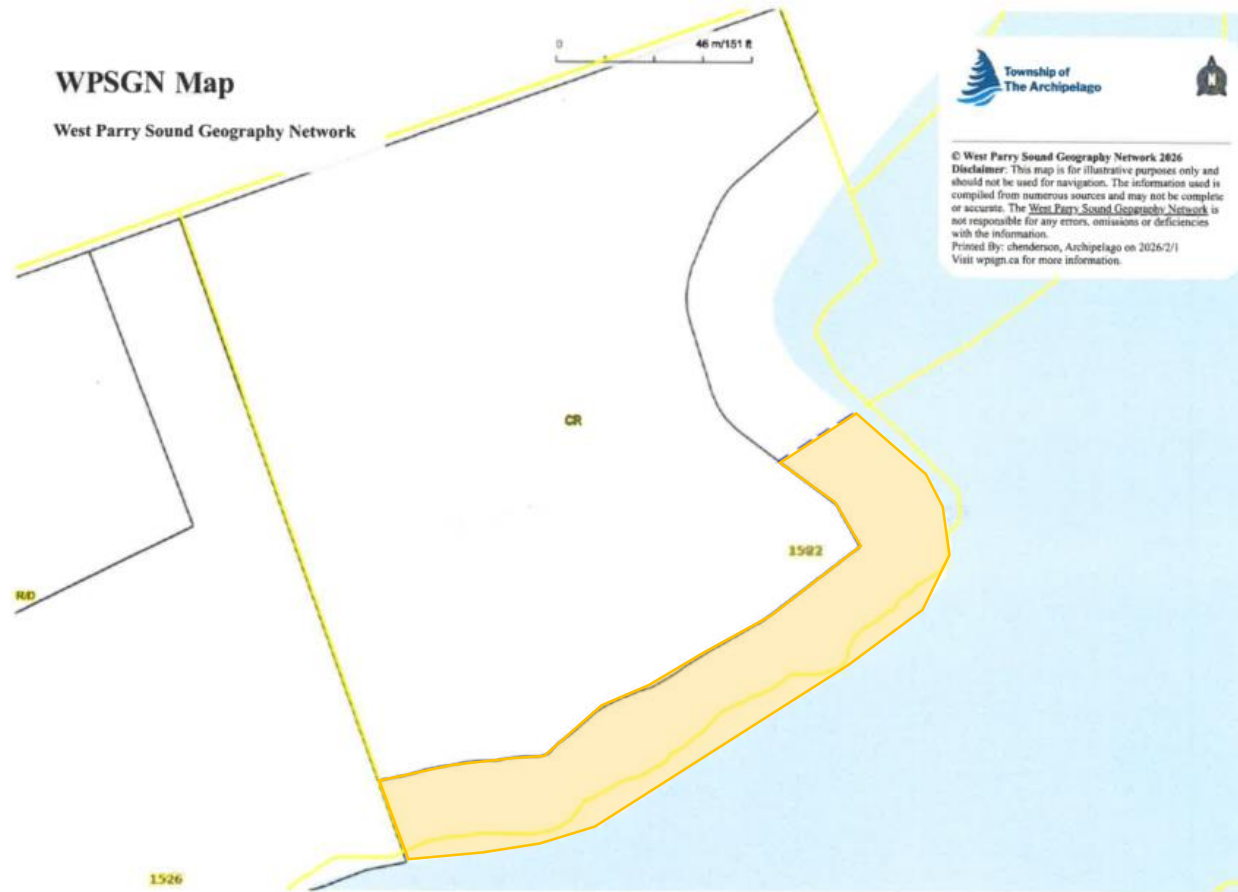 WPSGN Map
West Parry Sound Geography Network
0 46 m/151 ft
Township of
The Archipelago
N
© West Parry Sound Geography Network 2026
Disclaimer: This map is for illustrative purposes only and
should not be used for navigation. The information used is
compiled from numerous sources and may not be complete
or accurate. The West Parry Sound Geography Network is
not responsible for any errors, omissions or deficiencies
with the information.
Printed By: chenderson, Archipelago on 2026/2/1
Visit wpsgn.ca for more information.
CR
R/D
1526